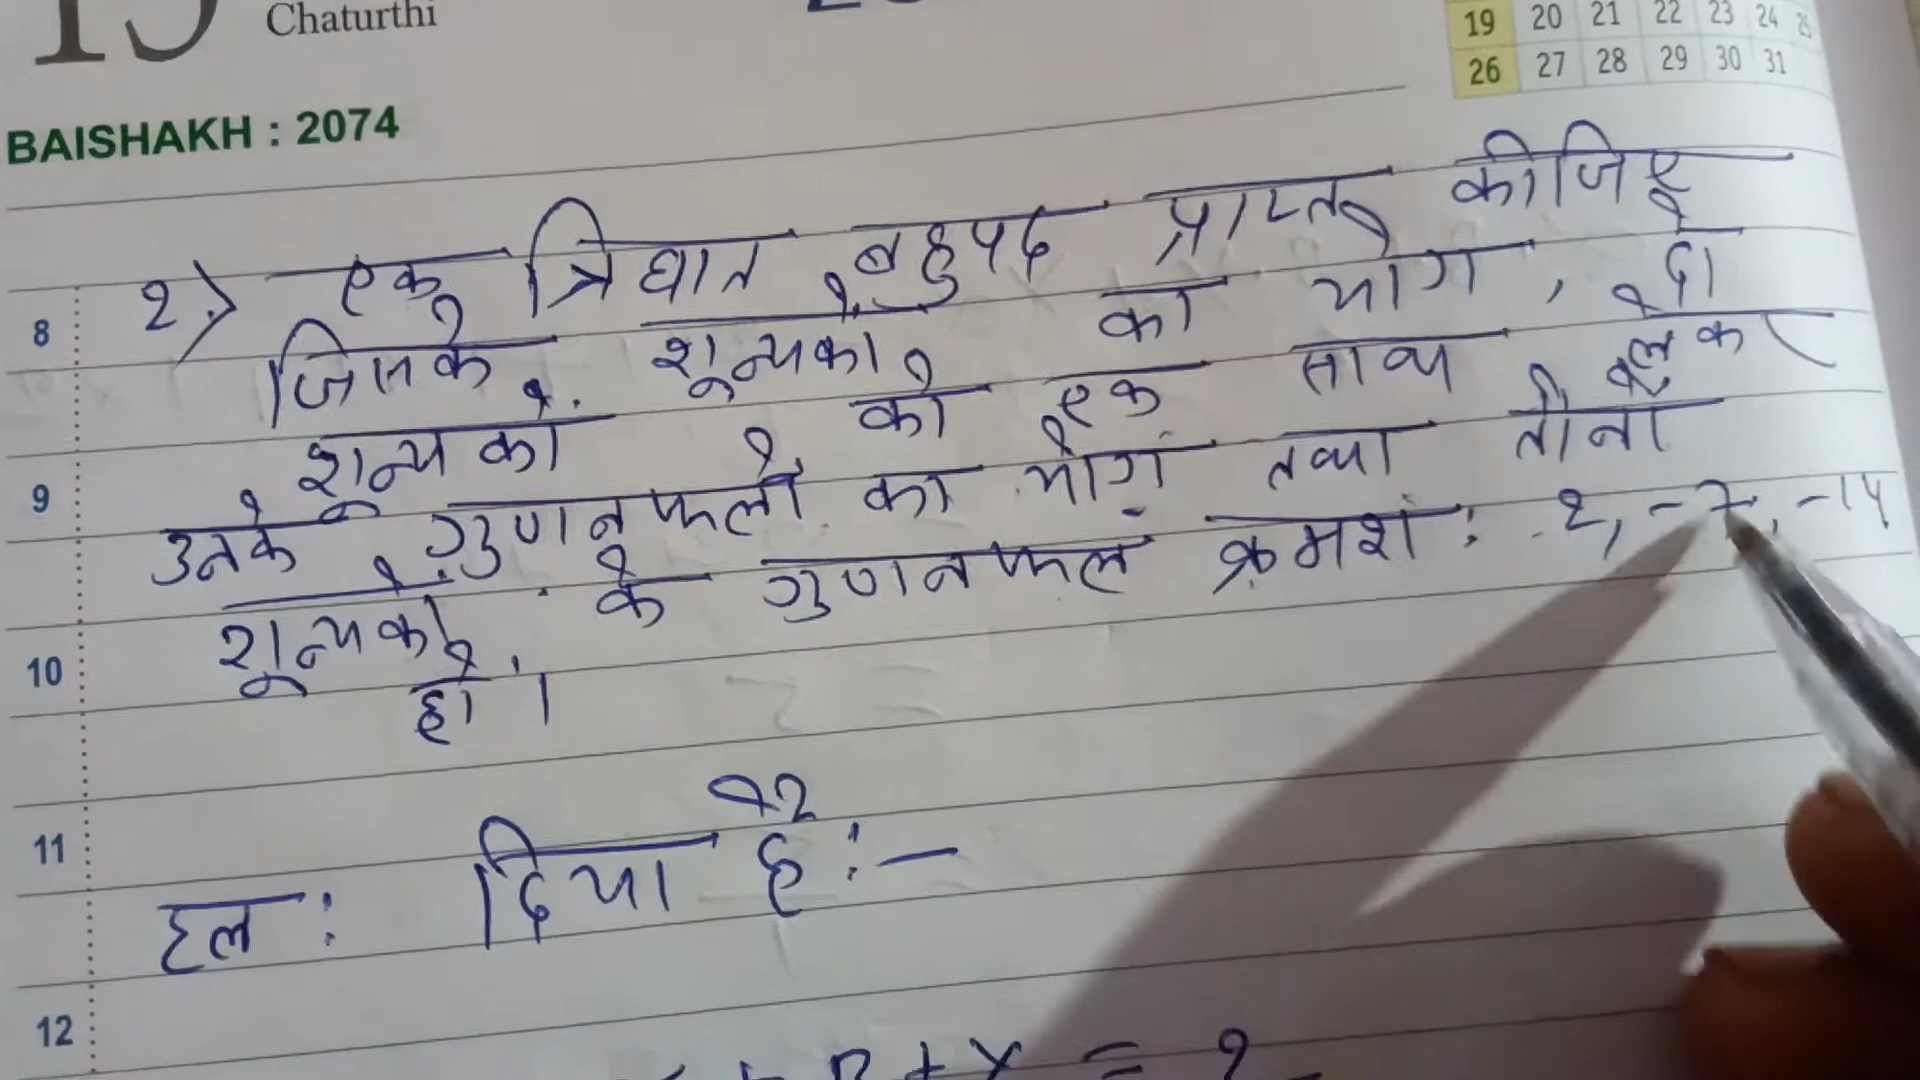 Chaturthi
19 20 21 22 23 24 25
26 27 28 29 30 31
BAISHAKH : 2074
2.) एक त्रिघात बहुपद प्राप्त कीजिए
जिसके शून्यकों का योग, दो
शून्यकों को एक साथ लेकर
उनके गुणनफलों का योग तथा तीनों
शून्यकों के गुणनफल क्रमशः 2, -7, -14
हों ।
हल : दिया है :-
8
9
10
11
12